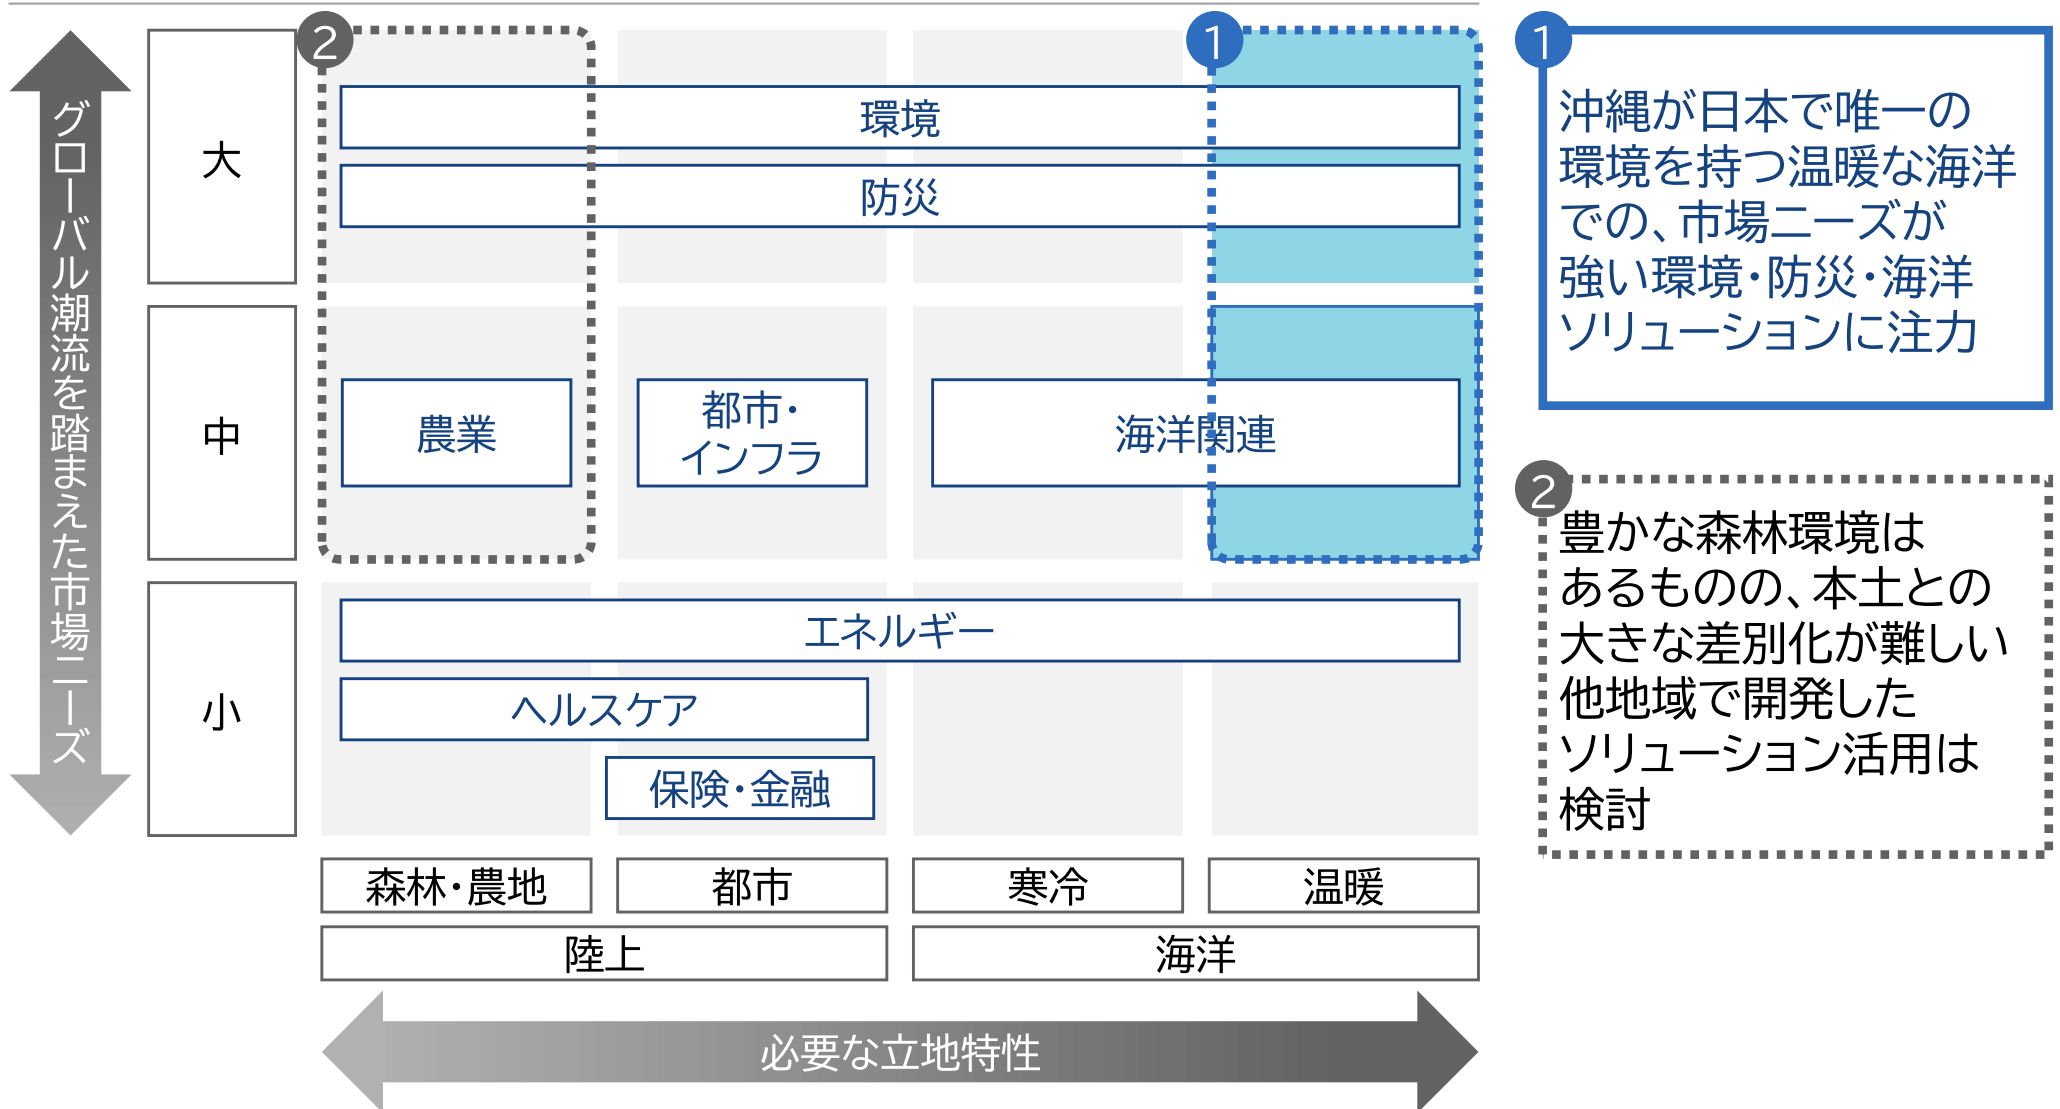 グローバル潮流を踏まえた市場ニーズ
大
中
小
2
1
環境
防災
農業
都市・
インフラ
海洋関連
エネルギー
ヘルスケア
保険・金融
森林・農地
都市
寒冷
温暖
陸上
海洋
必要な立地特性
1
沖縄が日本で唯一の
環境を持つ温暖な海洋
での、市場ニーズが
強い環境・防災・海洋
ソリューションに注力
2
豊かな森林環境は
あるものの、本土との
大きな差別化が難しい
他地域で開発した
ソリューション活用は
検討